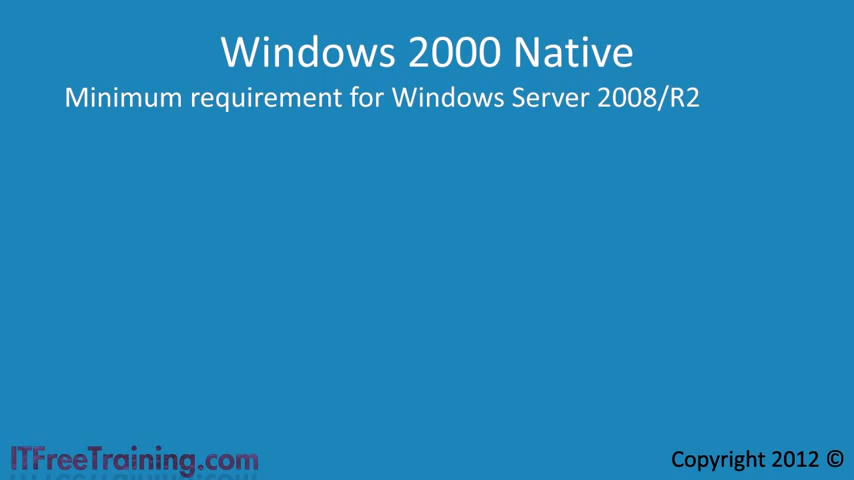 Windows 2000 Native
Minimum requirement for Windows Server 2008/R2
ITFreeTraining.com
Copyright 2012 ©